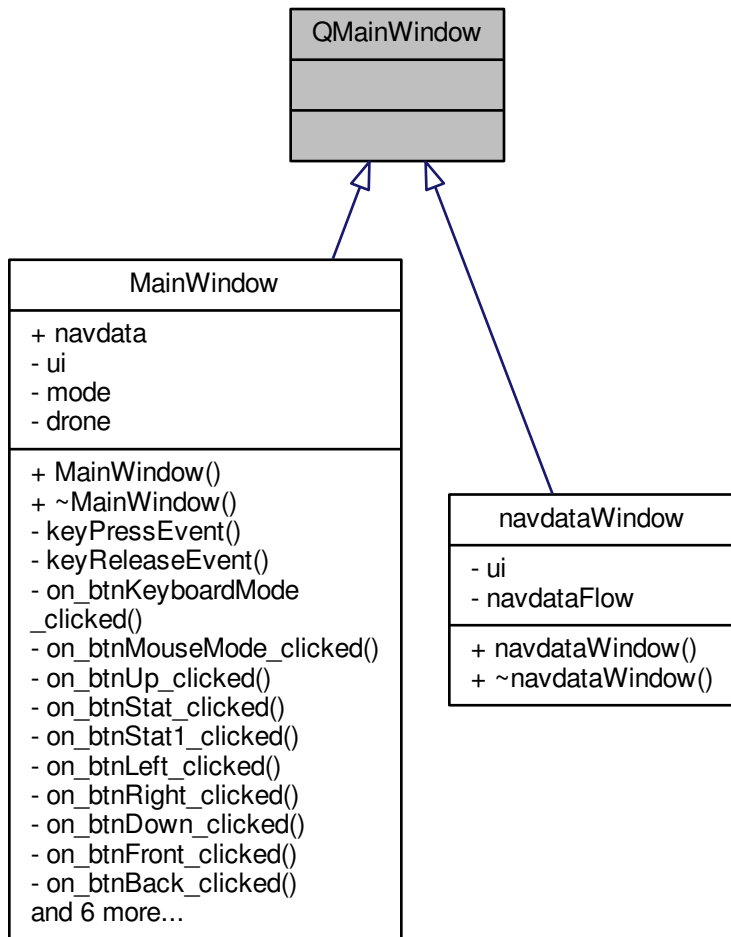 QMainWindow
MainWindow
+ navdata
- ui
- mode
- drone
+ MainWindow()
+ ~MainWindow()
- keyPressEvent()
- keyReleaseEvent()
- on_btnKeyboardMode
_clicked()
- on_btnMouseMode_clicked()
- on_btnUp_clicked()
- on_btnStat_clicked()
- on_btnStat1_clicked()
- on_btnLeft_clicked()
- on_btnRight_clicked()
- on_btnDown_clicked()
- on_btnFront_clicked()
- on_btnBack_clicked()
and 6 more...
navdataWindow
- ui
- navdataFlow
+ navdataWindow()
+ ~navdataWindow()